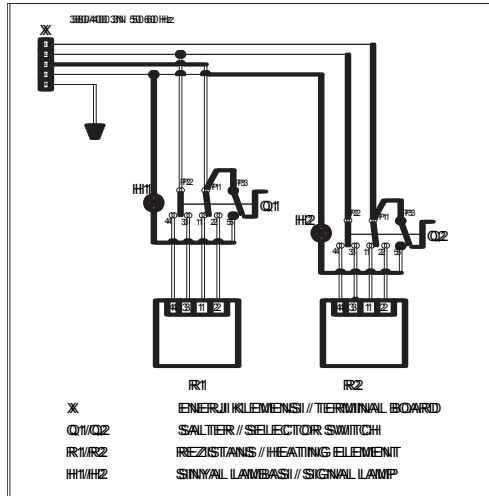 380/400 3N 50/60 Hz
X
P2 P1 P3
H1 Q1
4 3 1 2 5
P2 P1 P3
H2 Q2
4 3 1 2 5
4 3 1 2
4 3 1 2
R1 R2
X ENERJİ KLEMENSİ / TERMINAL BOARD
Q1/Q2 SALTER / SELECTOR SWITCH
R1/R2 REZISTANS / HEATING ELEMENT
H1/H2 SINYAL LAMBASI / SIGNAL LAMP